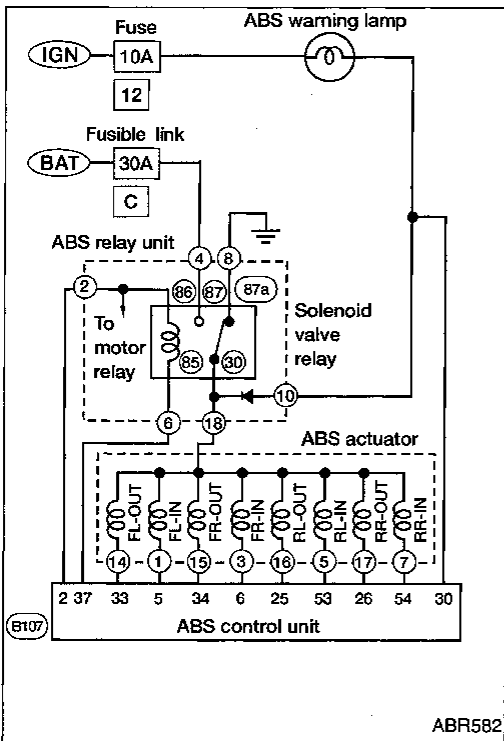 ABS warning lamp
Fuse
IGN
10A
12
Fusible link
BAT
30A
C
ABS relay unit
4
8
2
86
87
87a
To
motor
relay
85
30
Solenoid
valve
relay
10
6
18
ABS actuator
FL-OUT
FL-IN
FR-OUT
FR-IN
RL-OUT
RL-IN
RR-OUT
RR-IN
14
1
15
3
16
5
17
7
2 37 33 5 34 6 25 53 26 54 30
B107
ABS control unit
ABR582